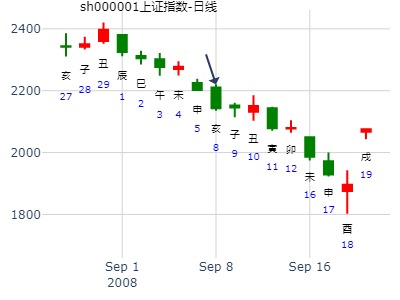 sh000001上证指数-日线
2400
2200
2000
1800
亥
27
子
28
丑
29
辰
1
巳
2
午
3
未
4
申
5
亥
8
子
9
丑
10
寅
11
卯
12
未
16
申
17
酉
18
戌
19
Sep 1
2008
Sep 8
Sep 16